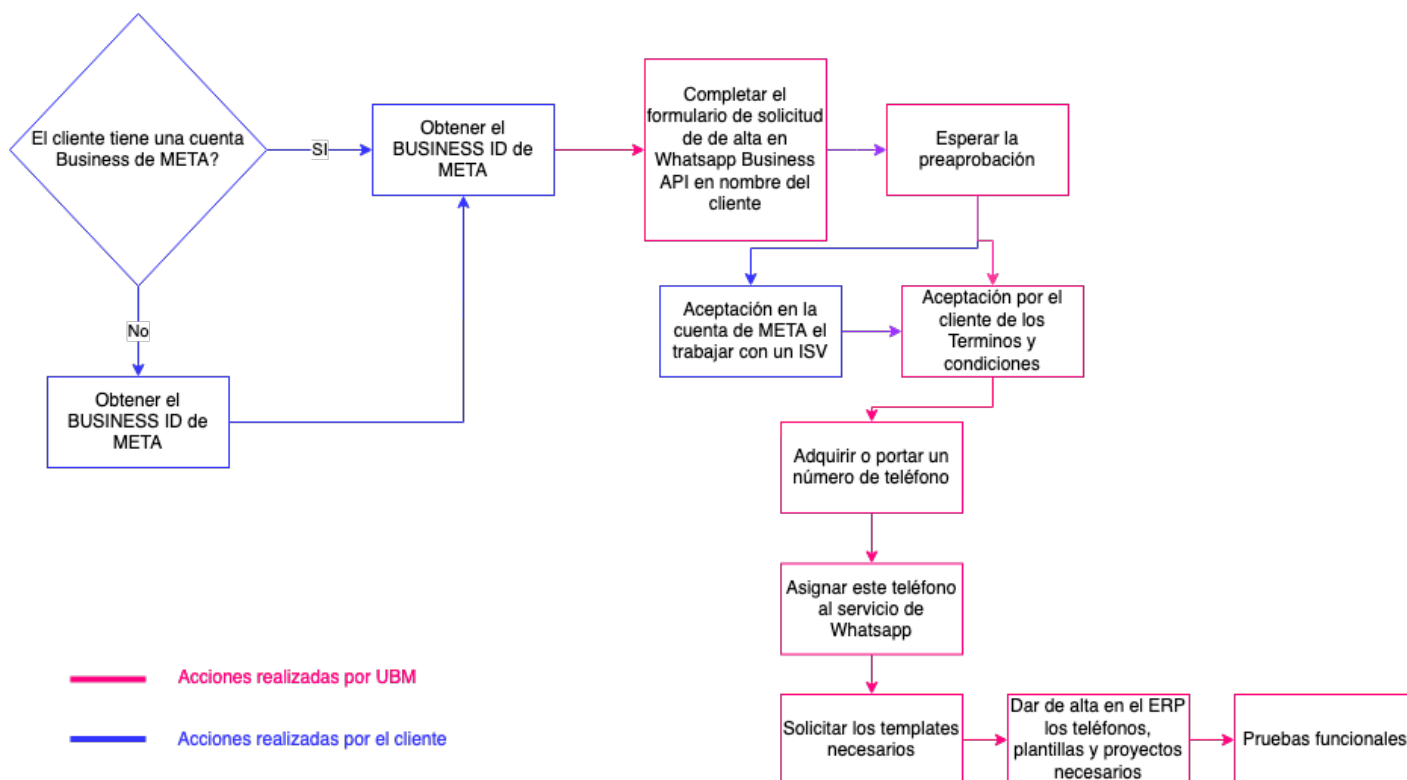 El cliente tiene una cuenta
Business de META?
SI
No
Obtener el
BUSINESS ID de
META
Obtener el
BUSINESS ID de
META
Completar el
formulario de solicitud
de de alta en
Whatsapp Business
API en nombre del
cliente
Esperar la
preaprobación
Aceptación en la
cuenta de META el
trabajar con un ISV
Aceptación por el
cliente de los
Terminos y
condiciones
Adquirir o portar un
número de teléfono
Asignar este teléfono
al servicio de
Whatsapp
Solicitar los templates
necesarios
Dar de alta en el ERP
los teléfonos,
plantillas y proyectos
necesarios
Pruebas funcionales
Acciones realizadas por UBM
Acciones realizadas por el cliente